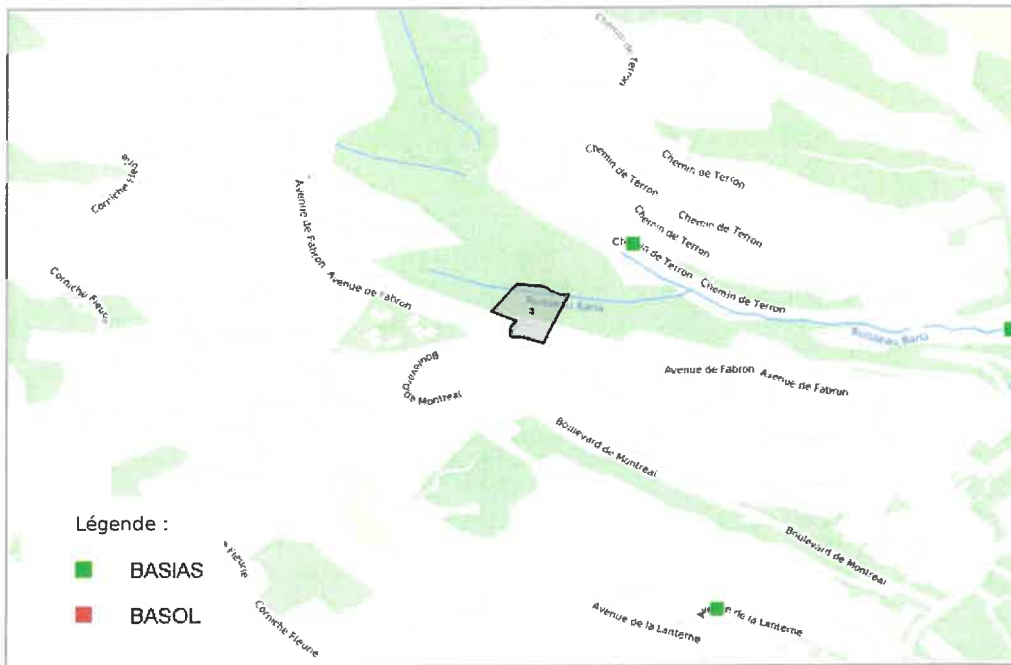 Chemin de Terron
Chemin de Terron
Chemin de Terron
Corniche Fleurie
Chemin de Terron
Chemin de Terron
Avenue de Fabron
Chemin de Terron
Corniche Fleurie
Avenue de Fabron
Chemin de Terron
Ruisseau Barla
3
Ruisseau Barla
Boulevard de Montreal
Avenue de Fabron
Avenue de Fabron
Boulevard de Montreal
Légende :
BASIAS
BASOL
Boulevard de Montreal
e Fleurie
Corniche Fleurie
Avenue de la Lanterne
de la Lanterne